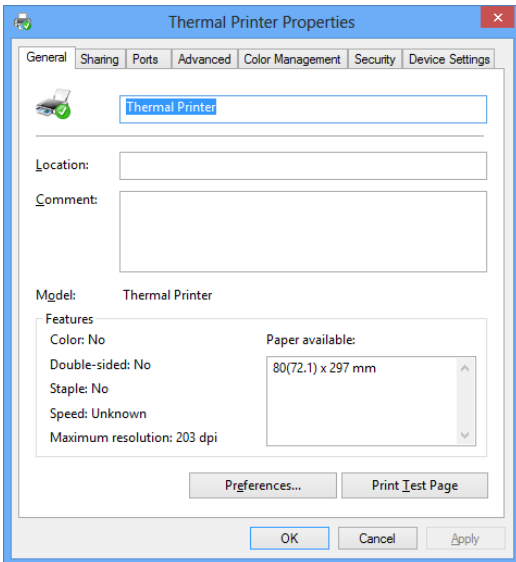 Thermal Printer Properties
General Sharing Ports Advanced Color Management Security Device Settings
Thermal Printer
Location:
Comment:
Model: Thermal Printer
Features
Color: No
Paper available:
Double-sided: No
80(72.1) x 297 mm
Staple: No
Speed: Unknown
Maximum resolution: 203 dpi
Preferences... Print Test Page
OK Cancel Apply